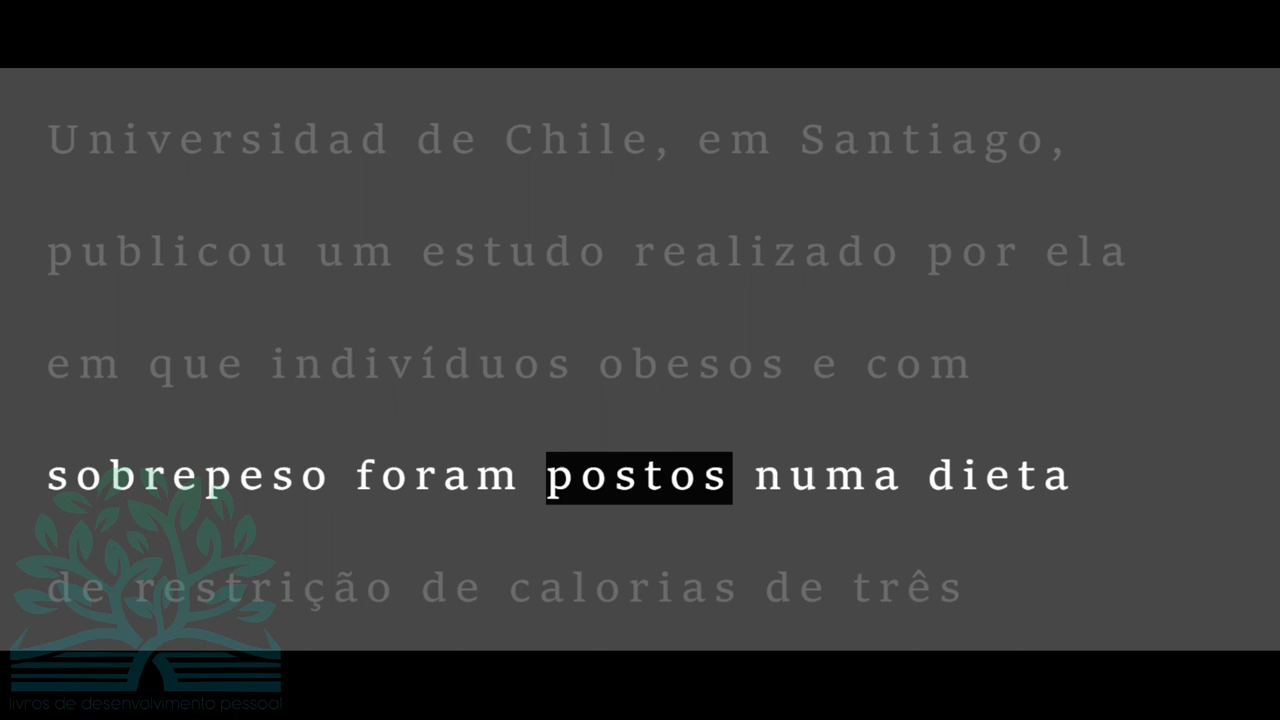 Universidad de Chile, em Santiago,
publicou um estudo realizado por ela
em que indivíduos obesos e com
sobrepeso foram postos numa dieta
de restrição de calorias de três
livros de desenvolvimento pessoal